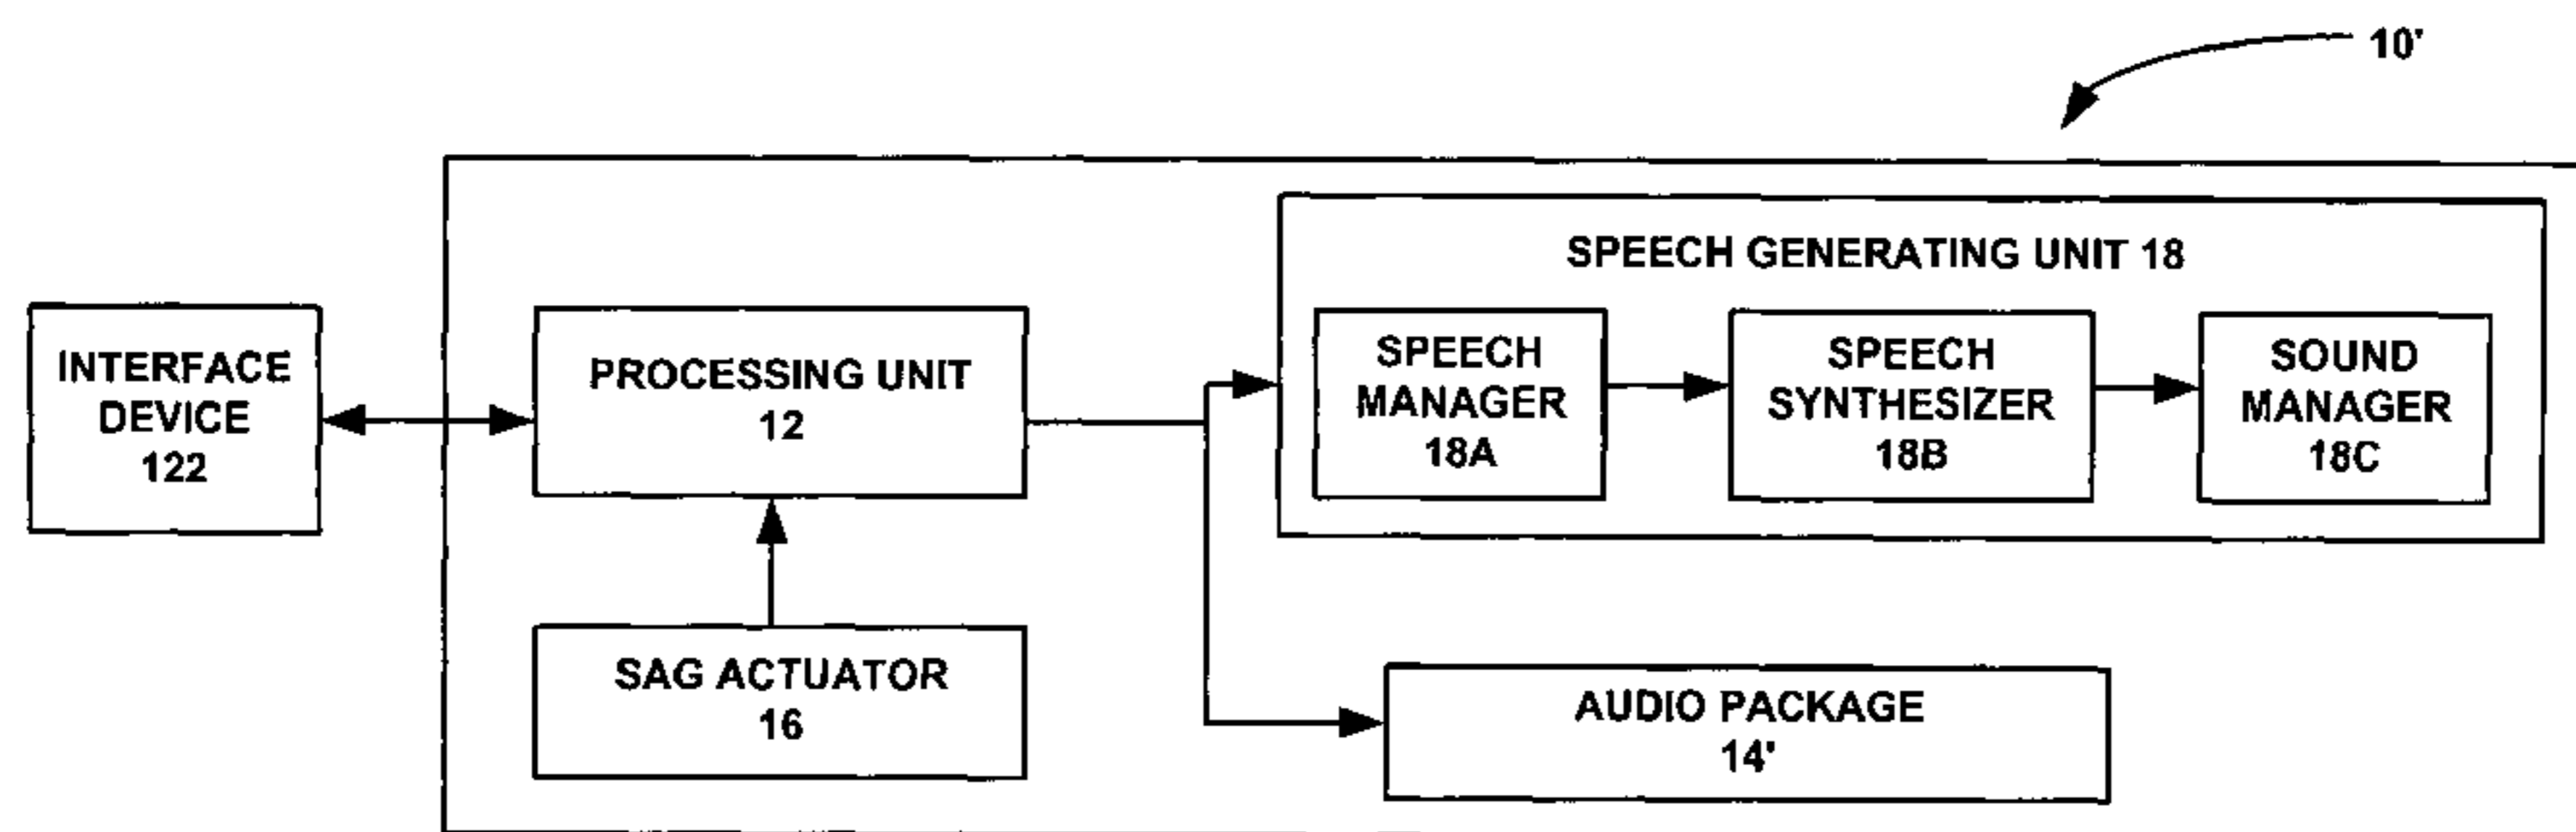 10'
SPEECH GENERATING UNIT 18
INTERFACE
DEVICE
122
PROCESSING UNIT
12
SPEECH
MANAGER
18A
SPEECH
SYNTHESIZER
18B
SOUND
MANAGER
18C
SAG ACTUATOR
16
AUDIO PACKAGE
14'